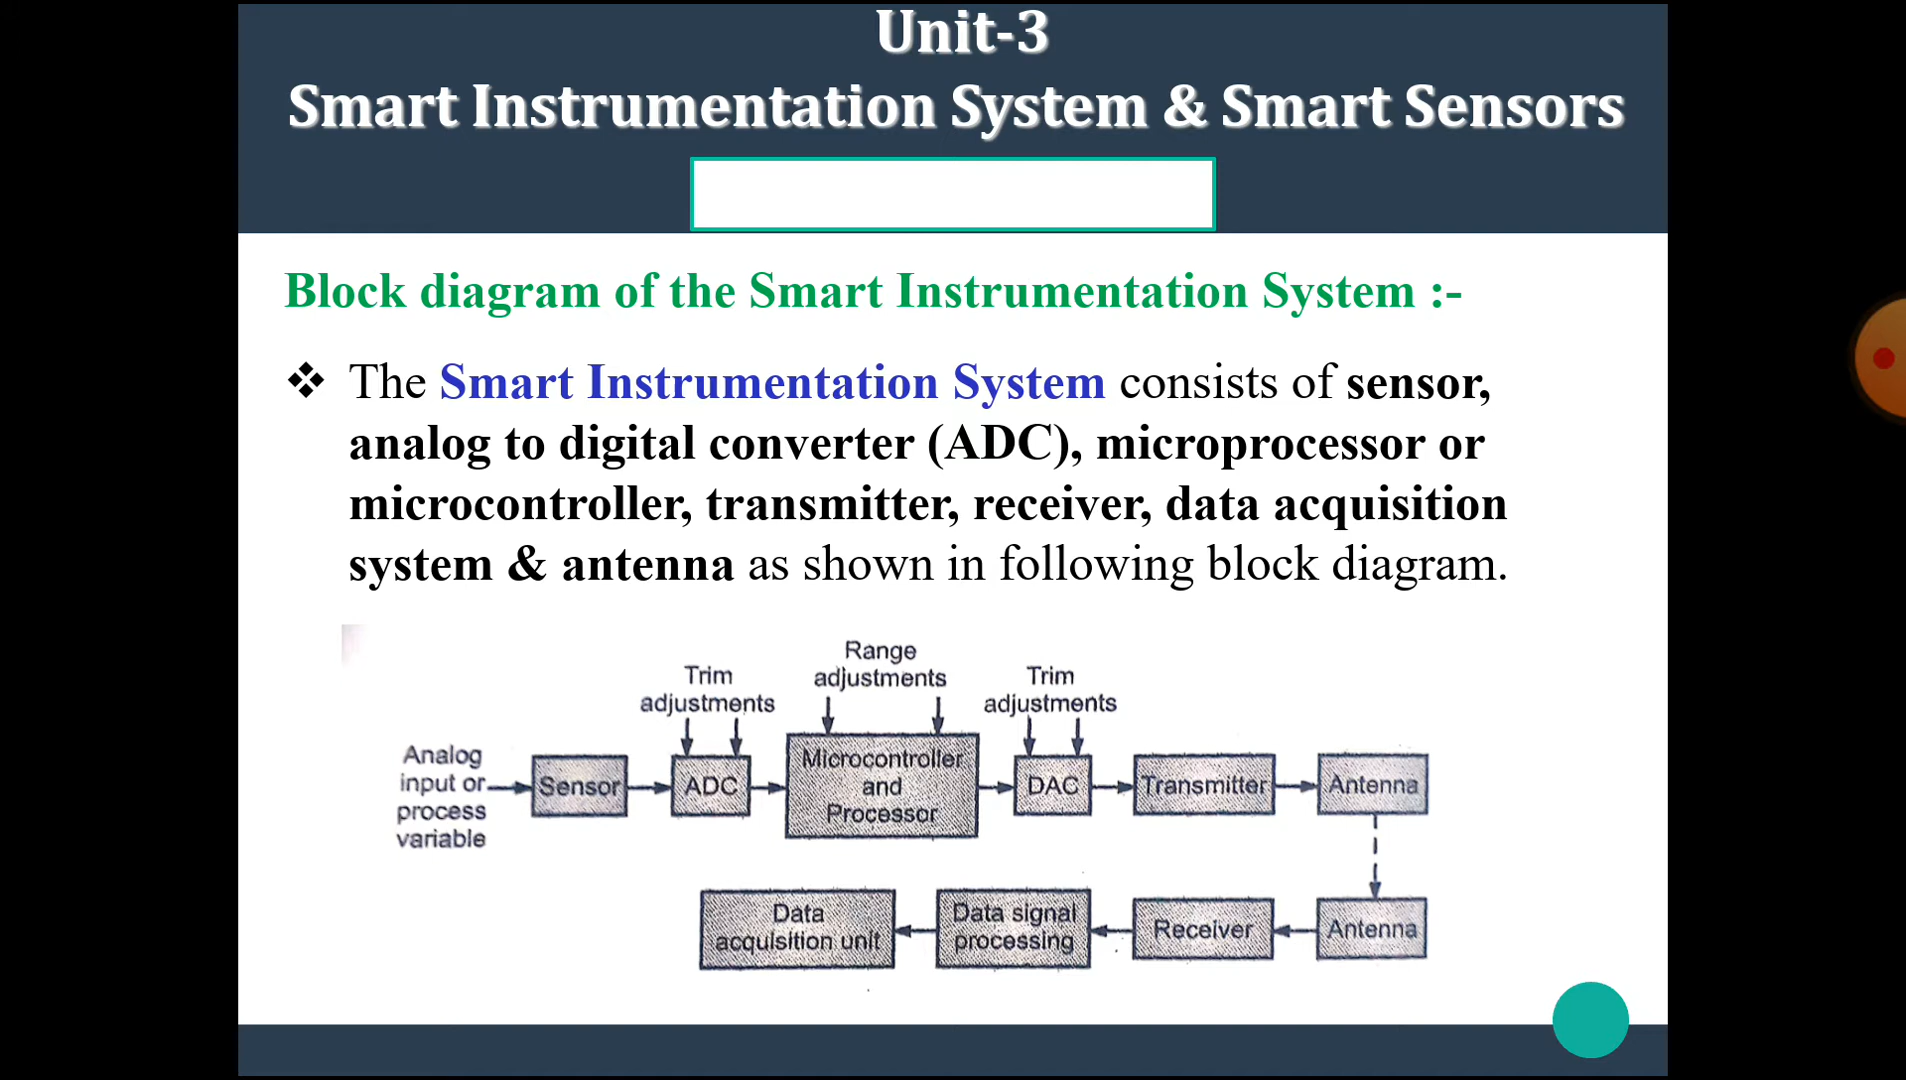 Unit-3
Smart Instrumentation System & Smart Sensors
Block diagram of the Smart Instrumentation System :-
❖ The Smart Instrumentation System consists of sensor,
analog to digital converter (ADC), microprocessor or
microcontroller, transmitter, receiver, data acquisition
system & antenna as shown in following block diagram.
Range
adjustments
Trim
adjustments
Trim
adjustments
Analog
input or
process
variable
Sensor
ADC
Microcontroller
and
Processor
DAC
Transmitter
Antenna
Data
acquisition unit
Data signal
processing
Receiver
Antenna